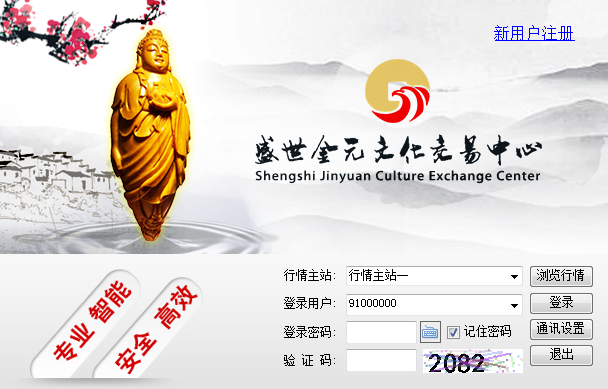 新用户注册
盛世金元文化交易中心
Shengshi Jinyuan Culture Exchange Center
专业 智能
安全 高效
行情主站: 行情主站一 浏览行情
登录用户: 91000000 登录
登录密码: 记住密码 通讯设置
验 证 码: 2082 退出